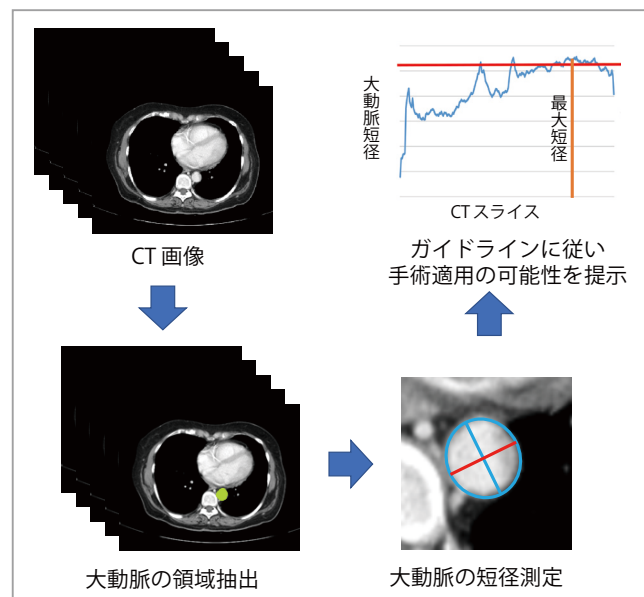 CT 画像
大動脈の領域抽出
大動脈の短径測定
ガイドラインに従い
手術適用の可能性を提示
大動脈短径
最大短径
CTスライス